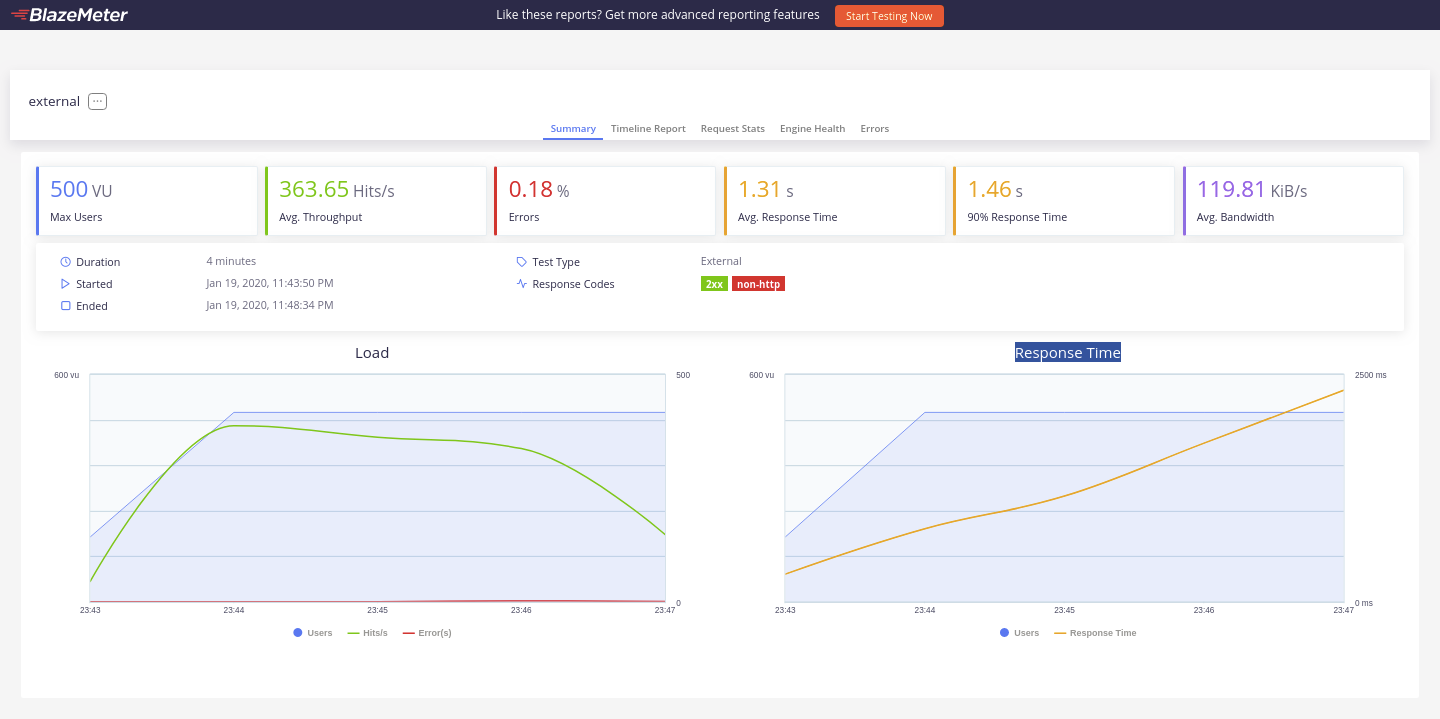 BlazeMeter
Like these reports? Get more advanced reporting features
Start Testing Now
external
Summary Timeline Report Request Stats Engine Health Errors
500 VU
Max Users
363.65 Hits/s
Avg. Throughput
0.18 %
Errors
1.31 s
Avg. Response Time
1.46 s
90% Response Time
119.81 KiB/s
Avg. Bandwidth
Duration 4 minutes
Started Jan 19, 2020, 11:43:50 PM
Ended Jan 19, 2020, 11:48:34 PM
Test Type External
Response Codes 2xx non-http
Load
600 vu 500
0
23:43 23:44 23:45 23:46 23:47
Users Hits/s Error(s)
Response Time
600 vu 2500 ms
0 ms
23:43 23:44 23:45 23:46 23:47
Users Response Time